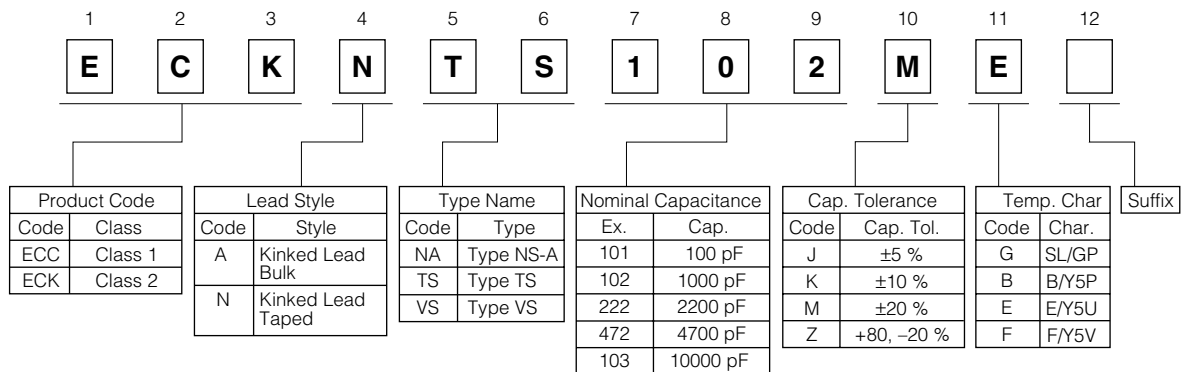 1 2 3 4 5 6 7 8 9 10 11 12
E C K N T S 1 0 2 M E
Product Code
Code Class
ECC Class 1
ECK Class 2
Lead Style
Code Style
A Kinked Lead
Bulk
N Kinked Lead
Taped
Type Name
Code Type
NA Type NS-A
TS Type TS
VS Type VS
Nominal Capacitance
Ex. Cap.
101 100 pF
102 1000 pF
222 2200 pF
472 4700 pF
103 10000 pF
Cap. Tolerance
Code Cap. Tol.
J ±5 %
K ±10 %
M ±20 %
Z +80, –20 %
Temp. Char
Code Char.
G SL/GP
B B/Y5P
E E/Y5U
F F/Y5V
Suffix